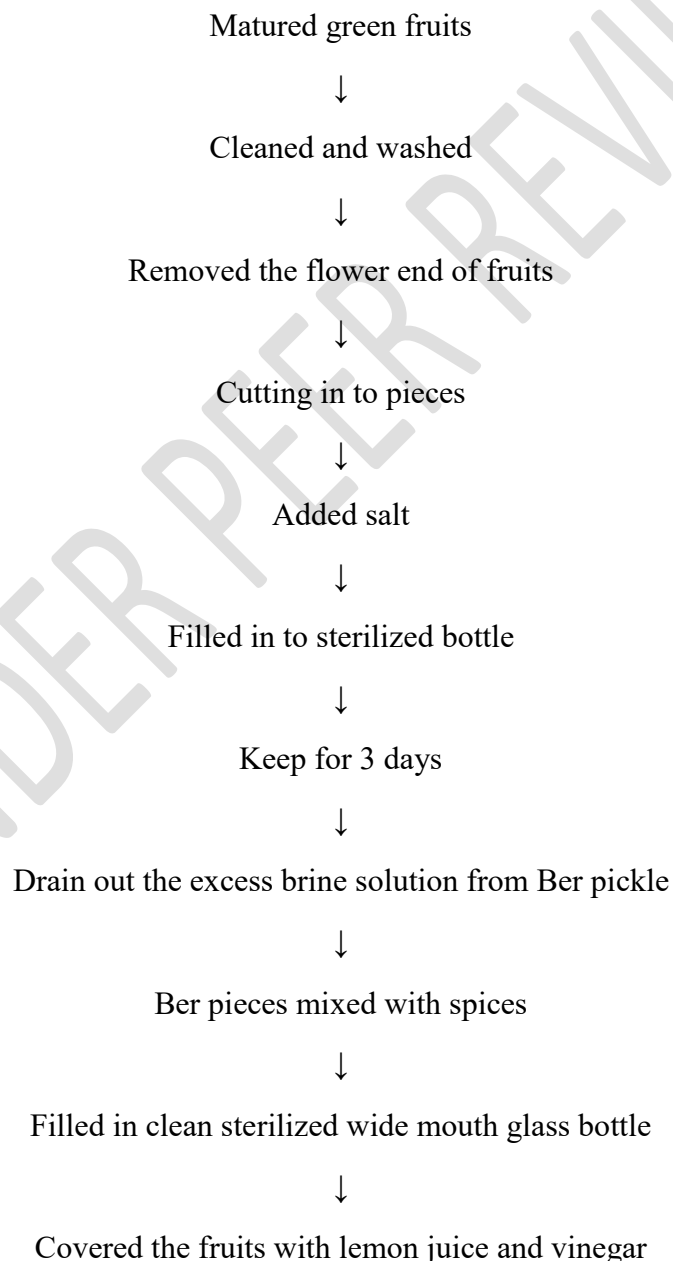 Matured green fruits
↓
Cleaned and washed
↓
Removed the flower end of fruits
↓
Cutting in to pieces
↓
Added salt
↓
Filled in to sterilized bottle
↓
Keep for 3 days
↓
Drain out the excess brine solution from Ber pickle
↓
Ber pieces mixed with spices
↓
Filled in clean sterilized wide mouth glass bottle
↓
Covered the fruits with lemon juice and vinegar
PEER